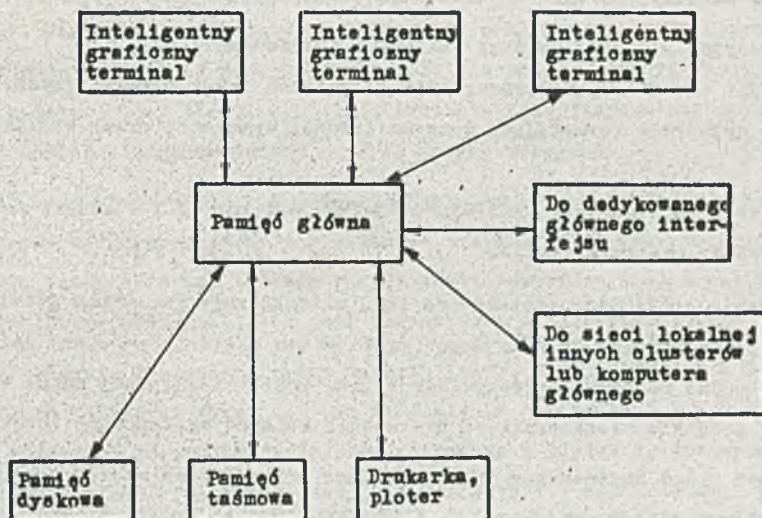 Inteligentny
graficzny
terminal
Inteligentny
graficzny
terminal
Inteligentny
graficzny
terminal
Pamięć główna
Do dedykowanego
głównego inter-
fejsu
Do sieci lokalnej
innych clusterów
lub komputera
głównego
Pamięć
dyskowa
Pamięć
taśmowa
Drukarka,
ploter